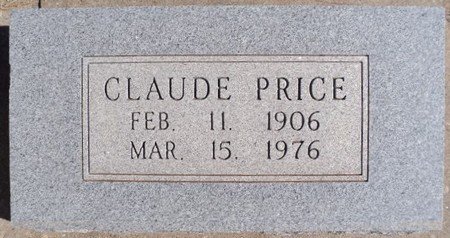 CLAUDE PRICE
FEB. 11. 1906
MAR. 15. 1976